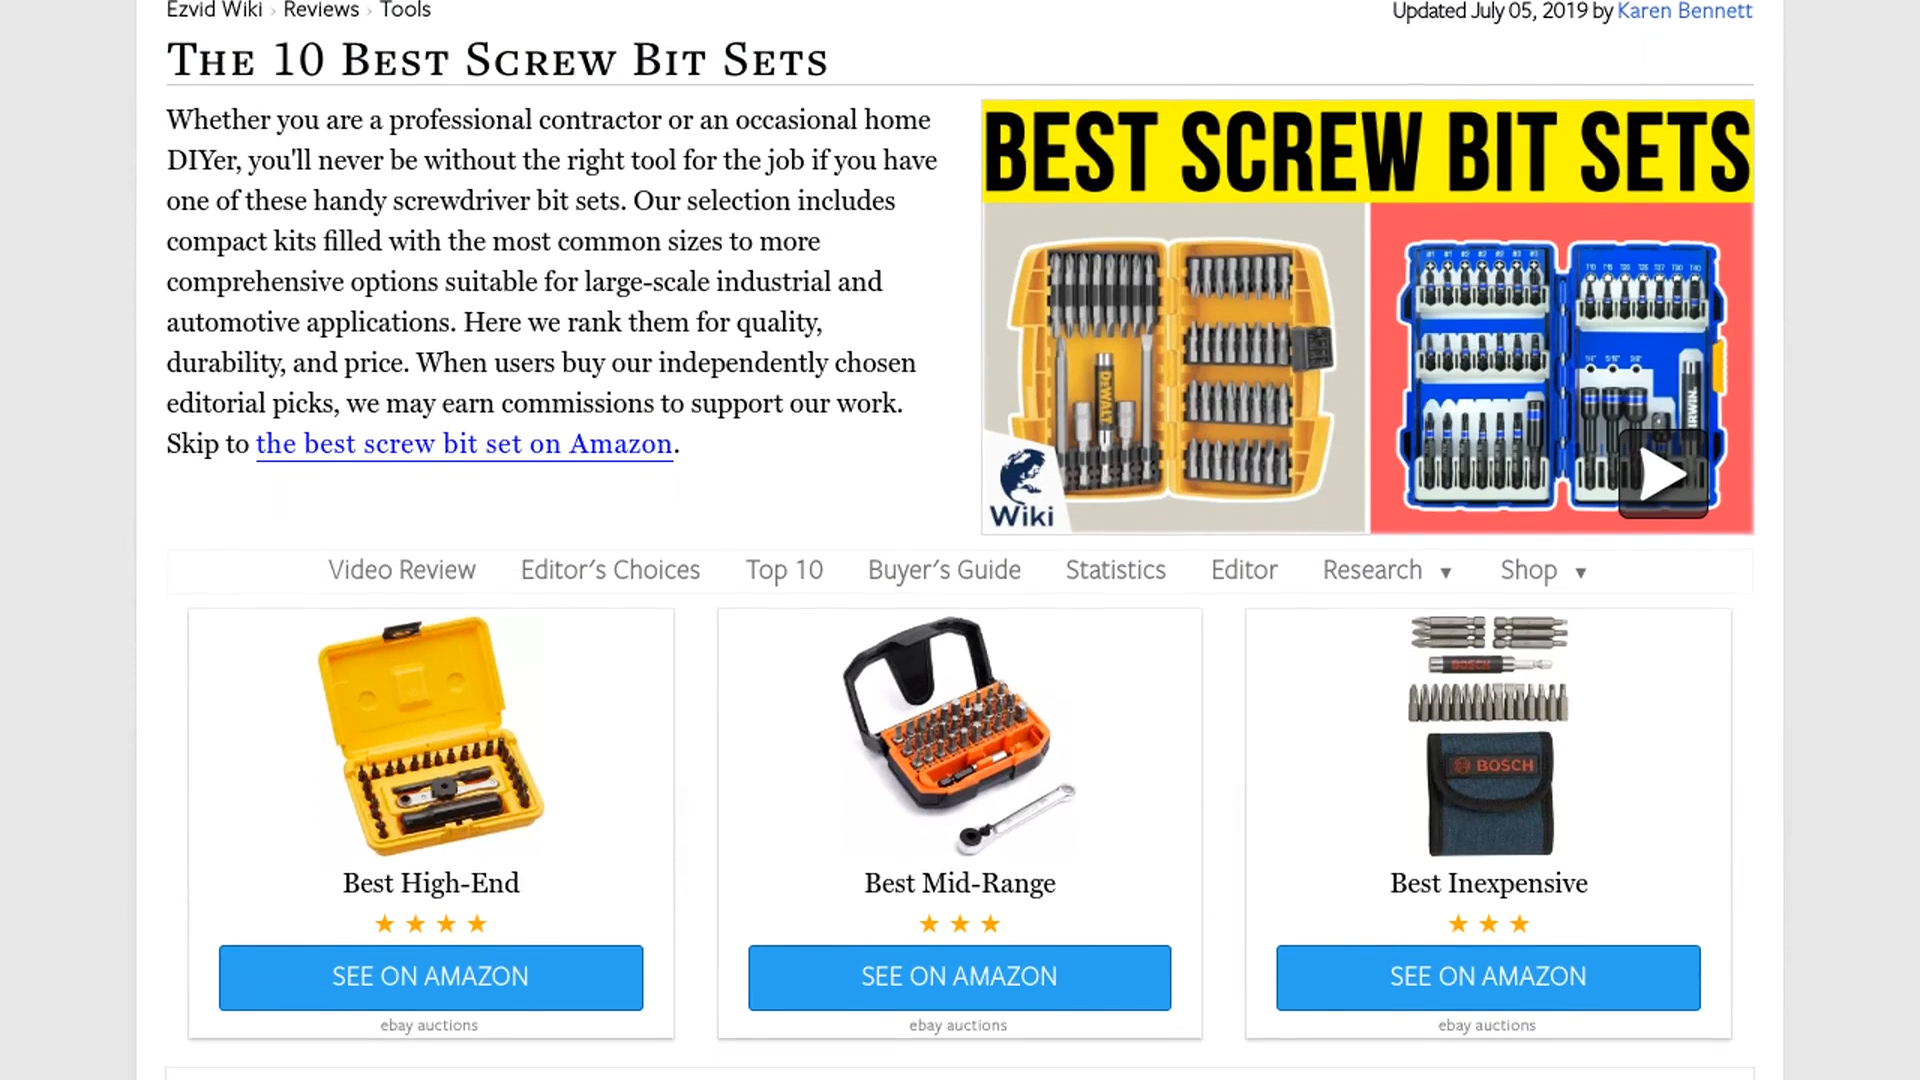 Ezvid Wiki › Reviews › Tools
Updated July 05, 2019 by Karen Bennett
The 10 Best Screw Bit Sets
Whether you are a professional contractor or an occasional home
DIYer, you'll never be without the right tool for the job if you have
one of these handy screwdriver bit sets. Our selection includes
compact kits filled with the most common sizes to more
comprehensive options suitable for large-scale industrial and
automotive applications. Here we rank them for quality,
durability, and price. When users buy our independently chosen
editorial picks, we may earn commissions to support our work.
Skip to the best screw bit set on Amazon.
BEST SCREW BIT SETS
DEWALT
IRWIN
Wiki
Video Review Editor's Choices Top 10 Buyer's Guide Statistics Editor Research ▼ Shop ▼
BOSCH
BOSCH
Best High-End
Best Mid-Range
Best Inexpensive
SEE ON AMAZON
SEE ON AMAZON
SEE ON AMAZON
ebay auctions
ebay auctions
ebay auctions